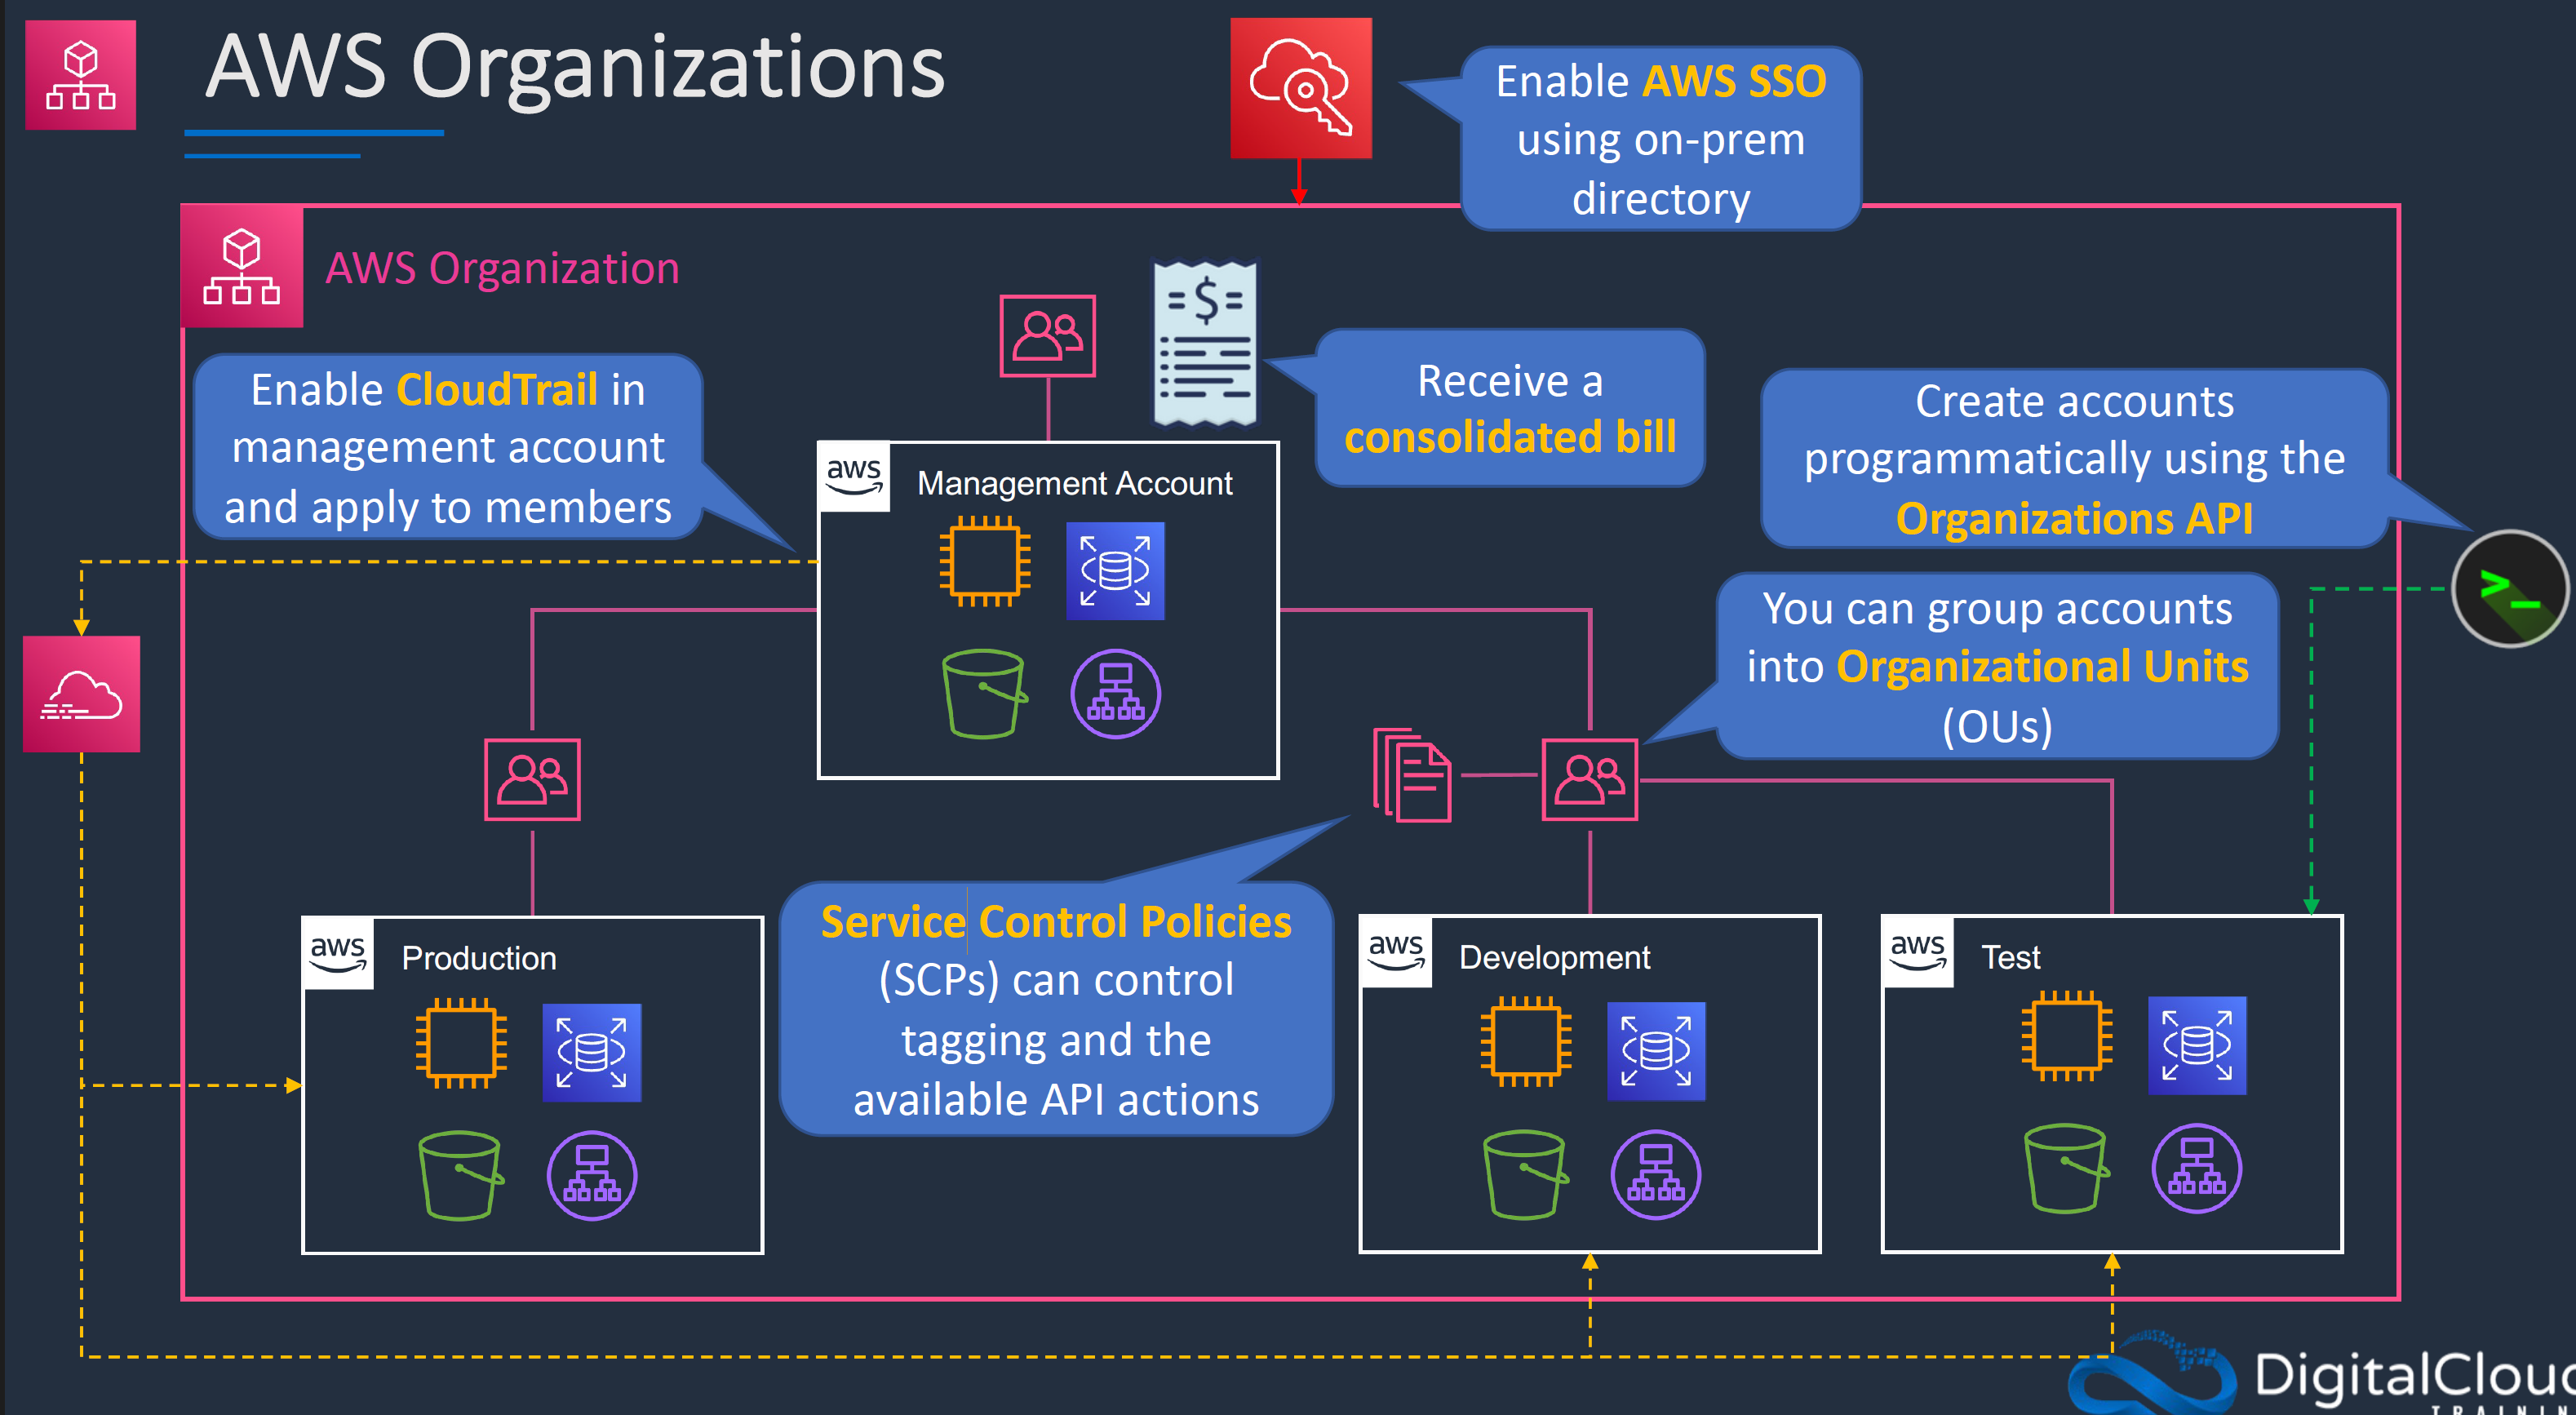 AWS Organizations
Enable AWS SSO
using on-prem
directory
AWS Organization
Enable CloudTrail in
management account
and apply to members
= $ =
Receive a
consolidated bill
Create accounts
programmatically using the
Organizations API
aws
Management Account
>_
You can group accounts
into Organizational Units
(OUs)
Service Control Policies
(SCPs) can control
tagging and the
available API actions
aws
Production
aws
Development
aws
Test
DigitalClou
TRAININ